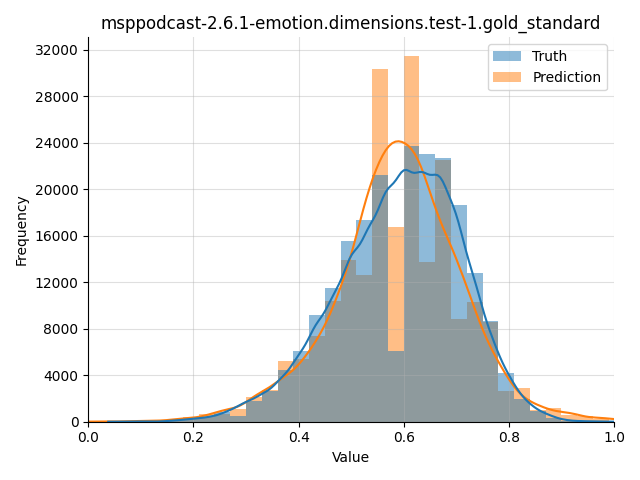 msppodcast-2.6.1-emotion.dimensions.test-1.gold_standard
Truth
Prediction
32000
28000
24000
20000
16000
12000
8000
4000
0
Frequency
0.0 0.2 0.4 0.6 0.8 1.0
Value